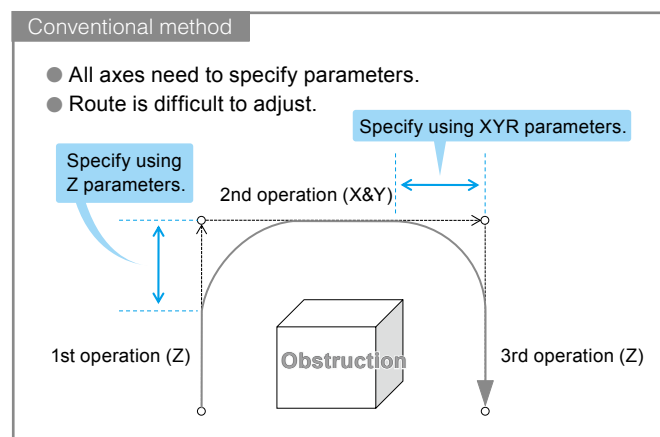 Conventional method
● All axes need to specify parameters.
● Route is difficult to adjust.
Specify using XYR parameters.
Specify using
Z parameters.
2nd operation (X&Y)
1st operation (Z)
Obstruction
3rd operation (Z)